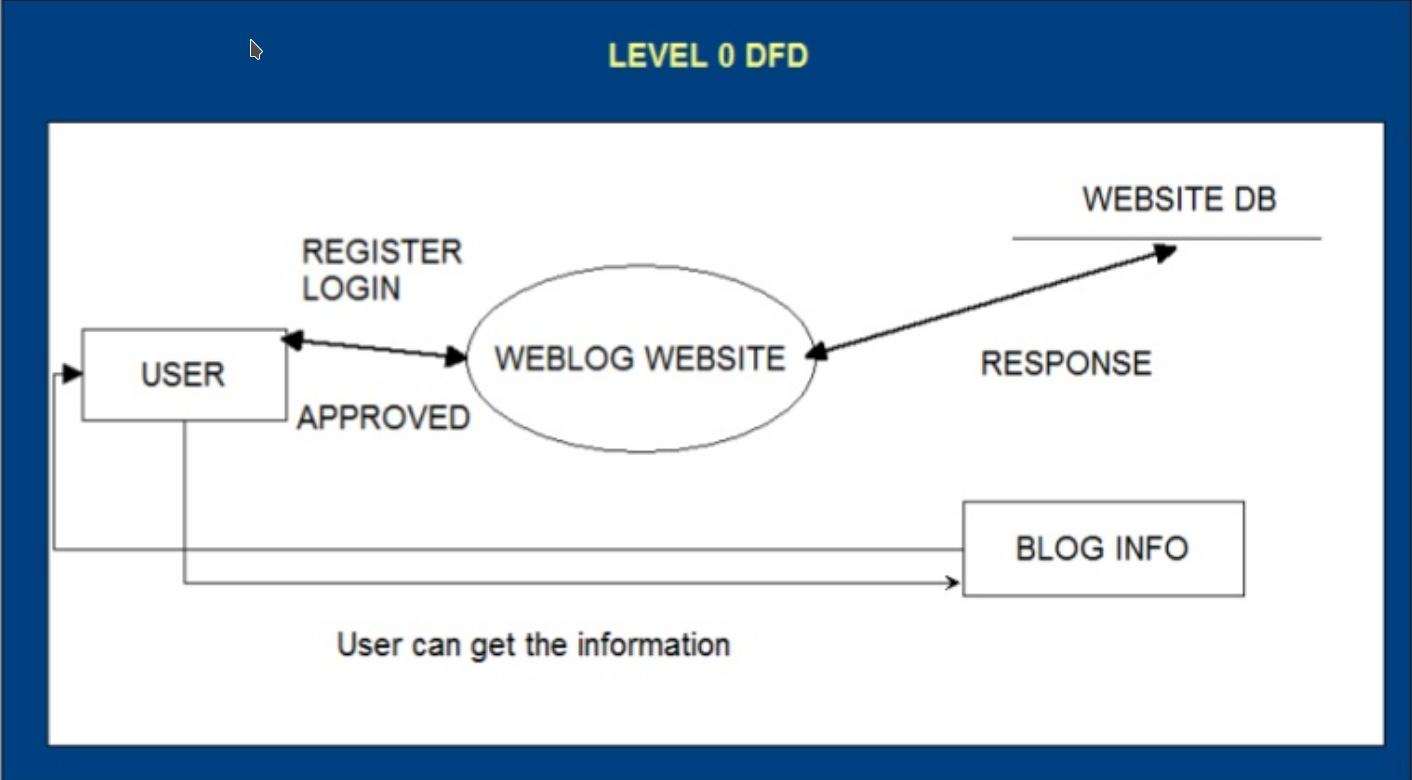 LEVEL 0 DFD
WEBSITE DB
REGISTER
LOGIN
USER
WEBLOG WEBSITE
RESPONSE
APPROVED
BLOG INFO
User can get the information